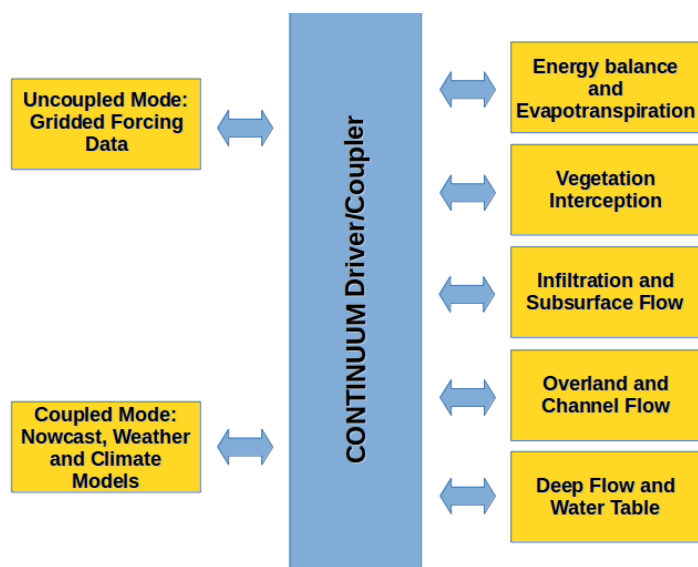 Uncoupled Mode:
Gridded Forcing
Data
Coupled Mode:
Nowcast, Weather
and Climate
Models
CONTINUUM Driver/Coupler
Energy balance
and
Evapotranspiration
Vegetation
Interception
Infiltration and
Subsurface Flow
Overland and
Channel Flow
Deep Flow and
Water Table